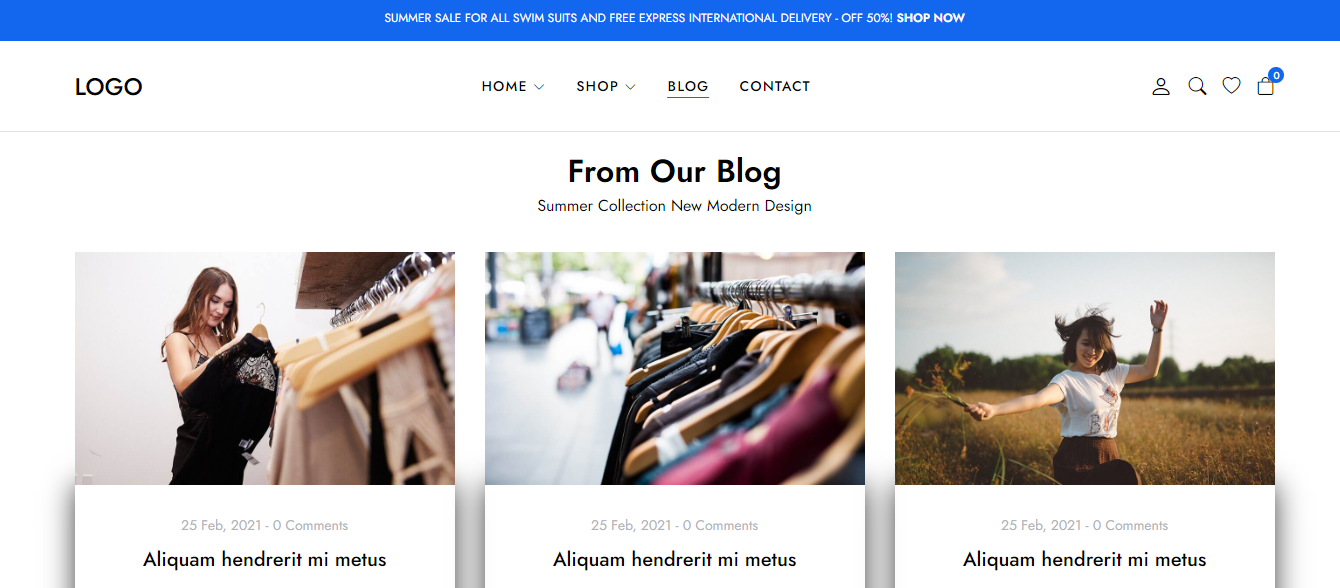 SUMMER SALE FOR ALL SWIM SUITS AND FREE EXPRESS INTERNATIONAL DELIVERY - OFF 50%! SHOP NOW
LOGO HOME SHOP BLOG CONTACT 0
From Our Blog
Summer Collection New Modern Design
25 Feb, 2021 - 0 Comments
Aliquam hendrerit mi metus
25 Feb, 2021 - 0 Comments
Aliquam hendrerit mi metus
25 Feb, 2021 - 0 Comments
Aliquam hendrerit mi metus